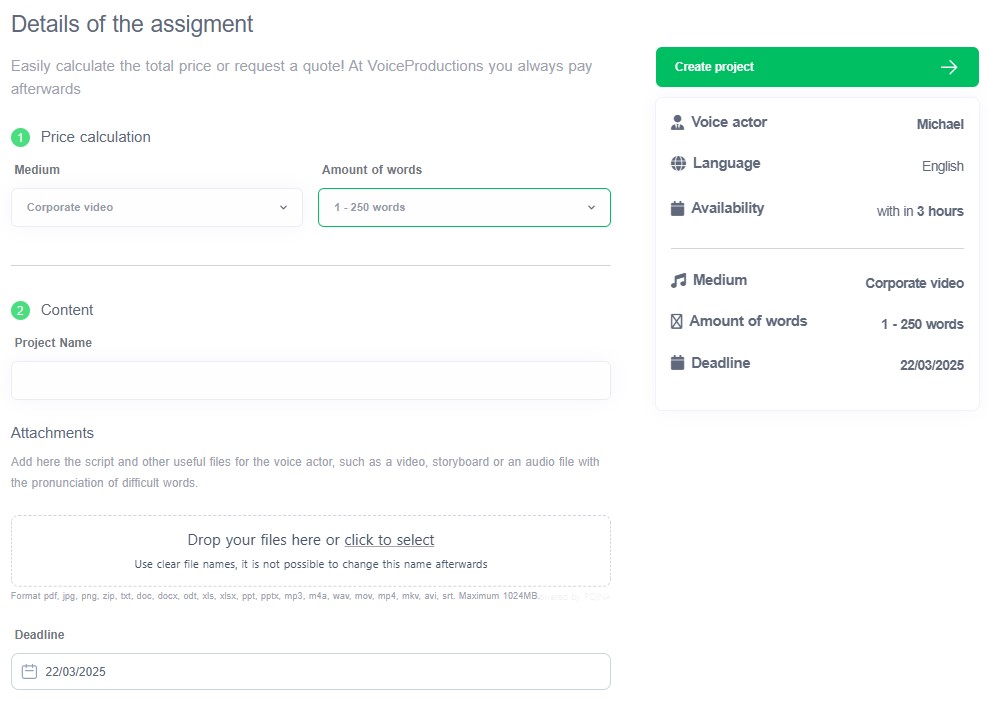 Details of the assigment
Easily calculate the total price or request a quote! At VoiceProductions you always pay
afterwards
1 Price calculation
Medium
Amount of words
Corporate video
1 - 250 words
2 Content
Project Name
Attachments
Add here the script and other useful files for the voice actor, such as a video, storyboard or an audio file with
the pronunciation of difficult words.
Drop your files here or click to select
Use clear file names, it is not possible to change this name afterwards
Format pdf, jpg, png, zip, txt, doc, docx, odt, xls, xlsx, ppt, pptx, mp3, m4a, wav, mov, mp4, mkv, avi, srt. Maximum 1024MB.
Deadline
22/03/2025
Create project
Voice actor Michael
Language English
Availability with in 3 hours
Medium Corporate video
Amount of words 1 - 250 words
Deadline 22/03/2025